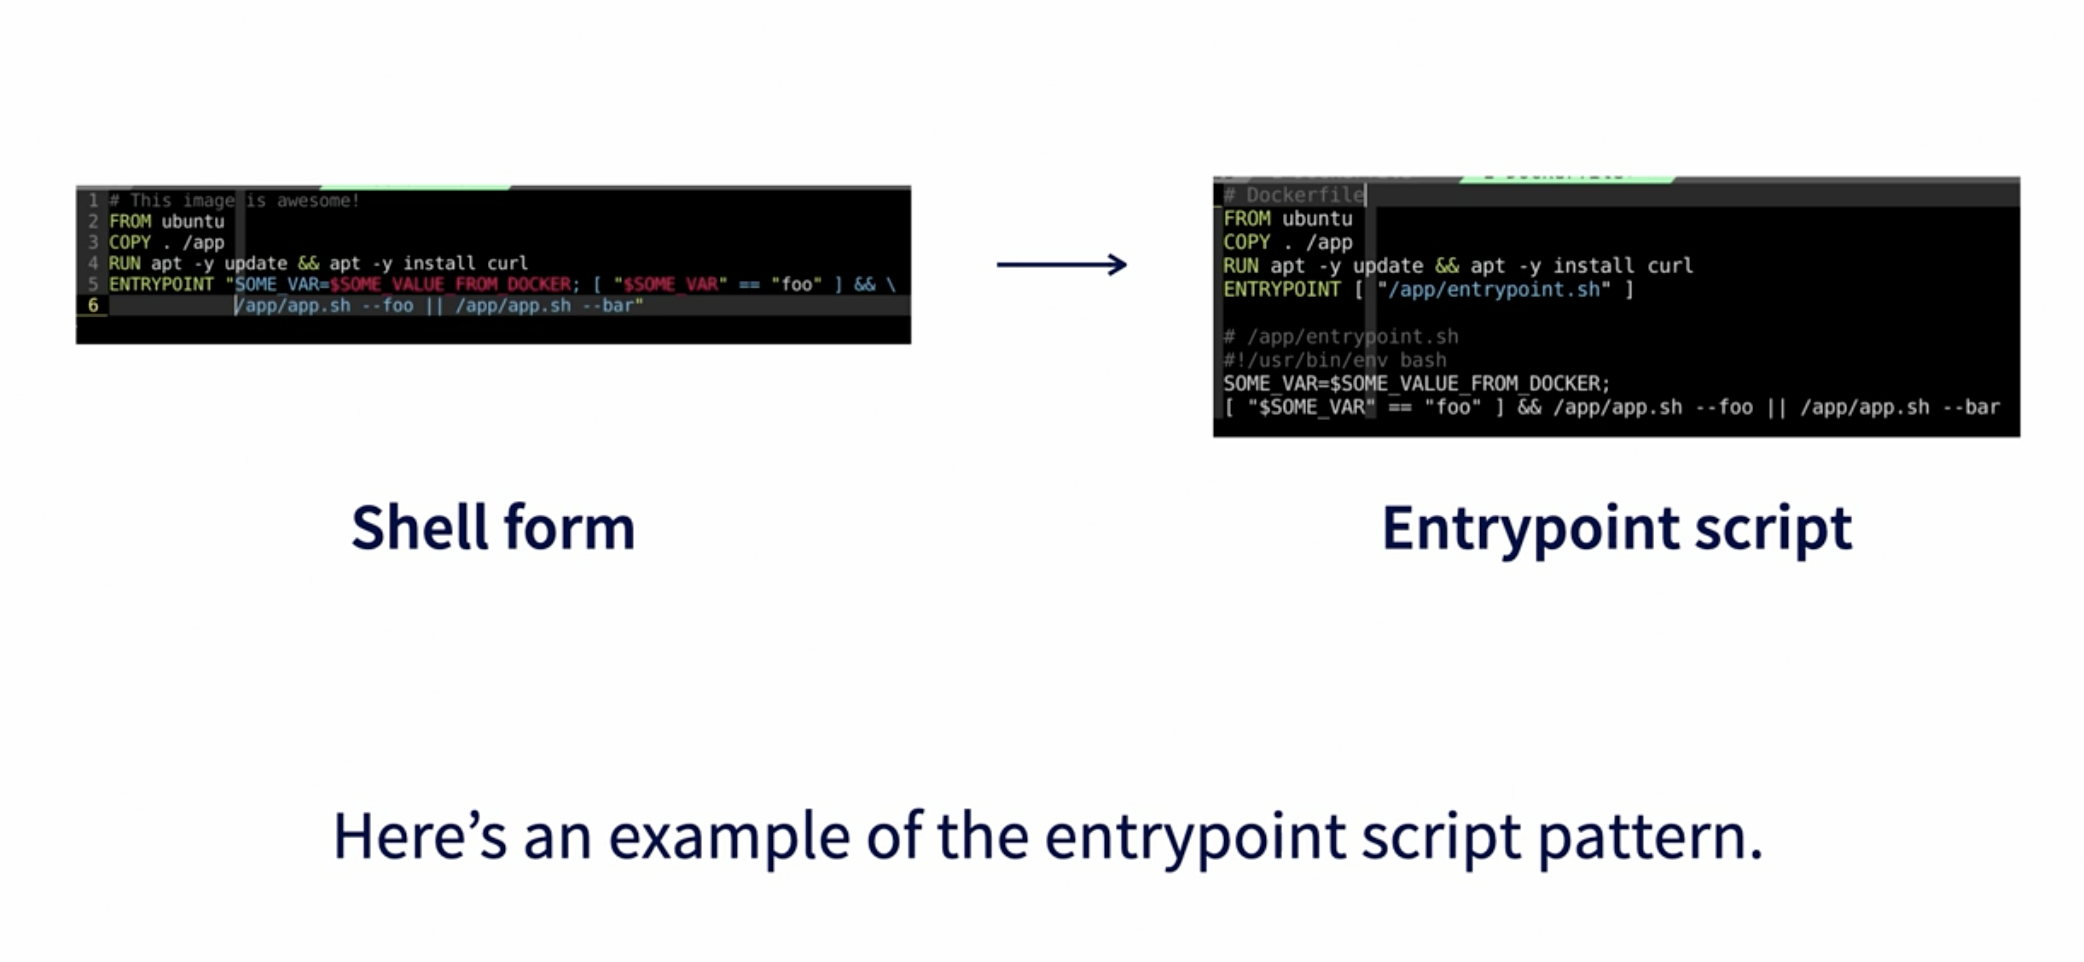 1 # This image is awesome!
2 FROM ubuntu
3 COPY . /app
4 RUN apt -y update && apt -y install curl
5 ENTRYPOINT "SOME_VAR=$SOME_VALUE_FROM_DOCKER; [ "$SOME_VAR" == "foo" ] && \
6 /app/app.sh --foo || /app/app.sh --bar"
Shell form
# Dockerfile
FROM ubuntu
COPY . /app
RUN apt -y update && apt -y install curl
ENTRYPOINT [ "/app/entrypoint.sh" ]
# /app/entrypoint.sh
#!/usr/bin/env bash
SOME_VAR=$SOME_VALUE_FROM_DOCKER;
[ "$SOME_VAR" == "foo" ] && /app/app.sh --foo || /app/app.sh --bar
Entrypoint script
Here’s an example of the entrypoint script pattern.